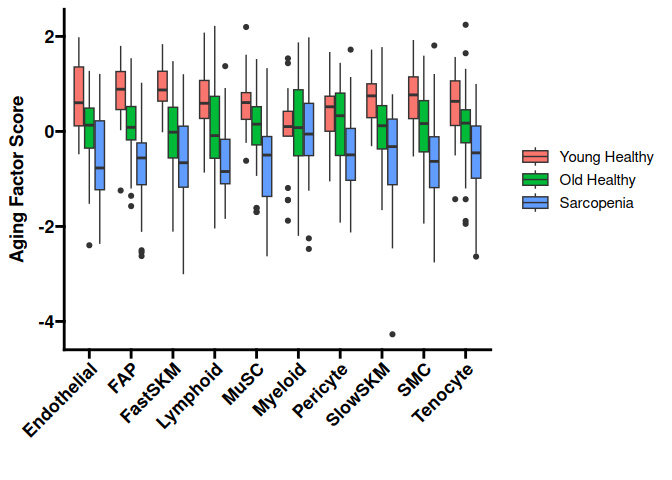 Aging Factor Score
2
0
-2
-4
Endothelial
FAP
FastSKM
Lymphoid
MuSC
Myeloid
Pericyte
SlowSKM
SMC
Tenocyte
Young Healthy
Old Healthy
Sarcopenia